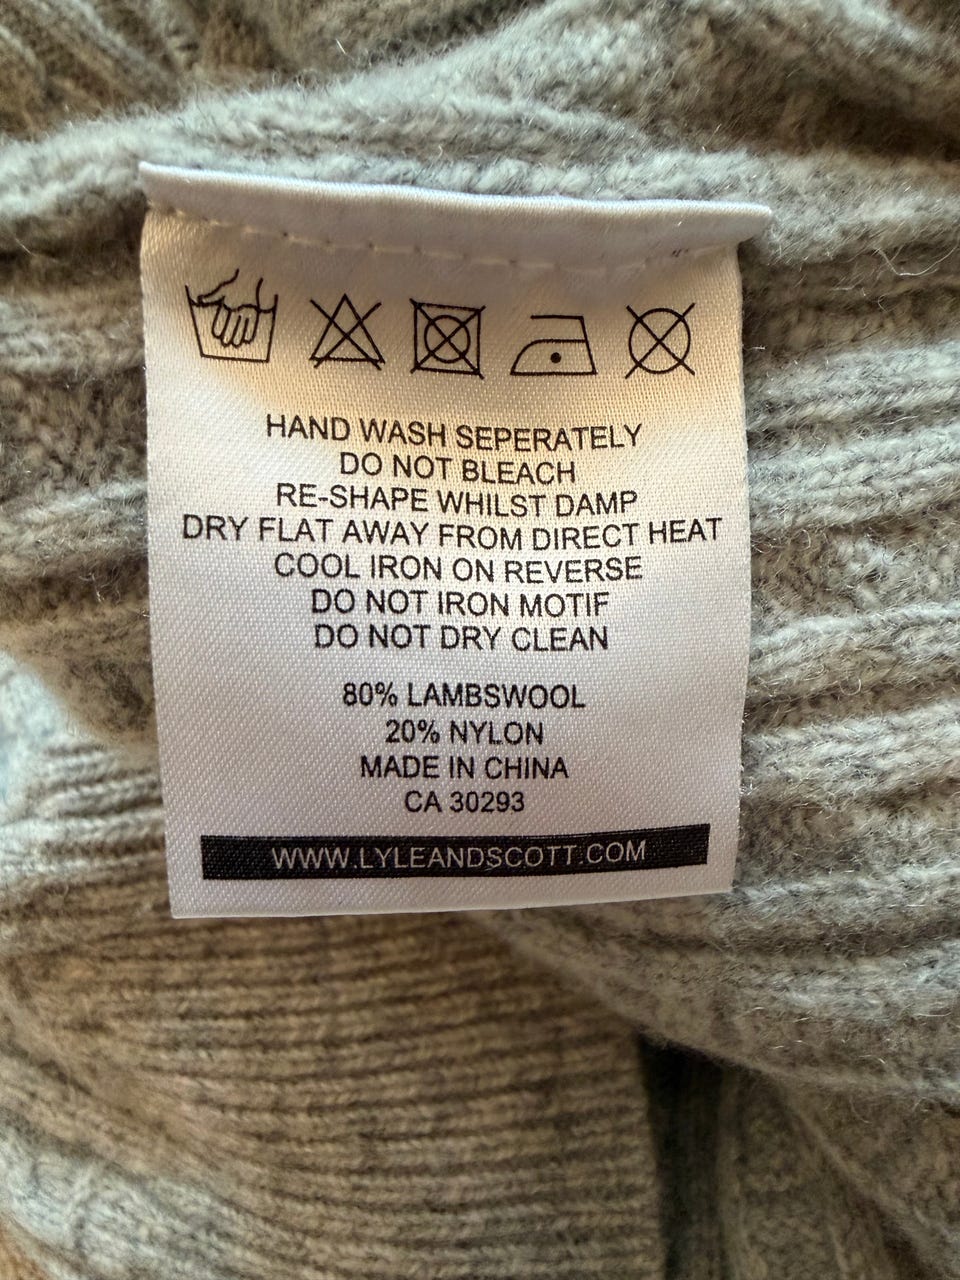 HAND WASH SEPERATELY
DO NOT BLEACH
RE-SHAPE WHILST DAMP
DRY FLAT AWAY FROM DIRECT HEAT
COOL IRON ON REVERSE
DO NOT IRON MOTIF
DO NOT DRY CLEAN
80% LAMBSWOOL
20% NYLON
MADE IN CHINA
CA 30293
WWW.LYLEANDSCOTT.COM